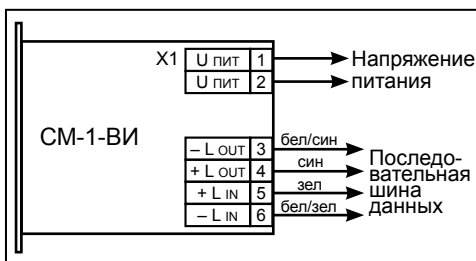 X1 U ПИТ 1 Напряжение
U ПИТ 2 питания
СМ-1-ВИ
– L OUT 3 бел/син
+ L OUT 4 син
+ L IN 5 зел
– L IN 6 бел/зел
Последо-
вательная
шина
данных